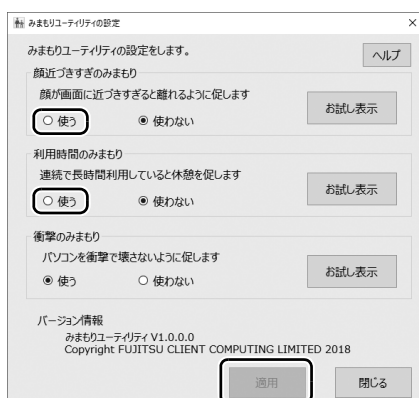 みまもりユーティリティの設定
みまもりユーティリティの設定をします。
ヘルプ
顔近づきすぎのみまもり
顔が画面に近づきすぎると離れるように促します
使う 使わない
お試し表示
利用時間のみまもり
連続で長時間利用していると休憩を促します
使う 使わない
お試し表示
衝撃のみまもり
パソコンを衝撃で壊さないように促します
使う 使わない
お試し表示
バージョン情報
みまもりユーティリティ V1.0.0.0
Copyright FUJITSU CLIENT COMPUTING LIMITED 2018
適用 閉じる